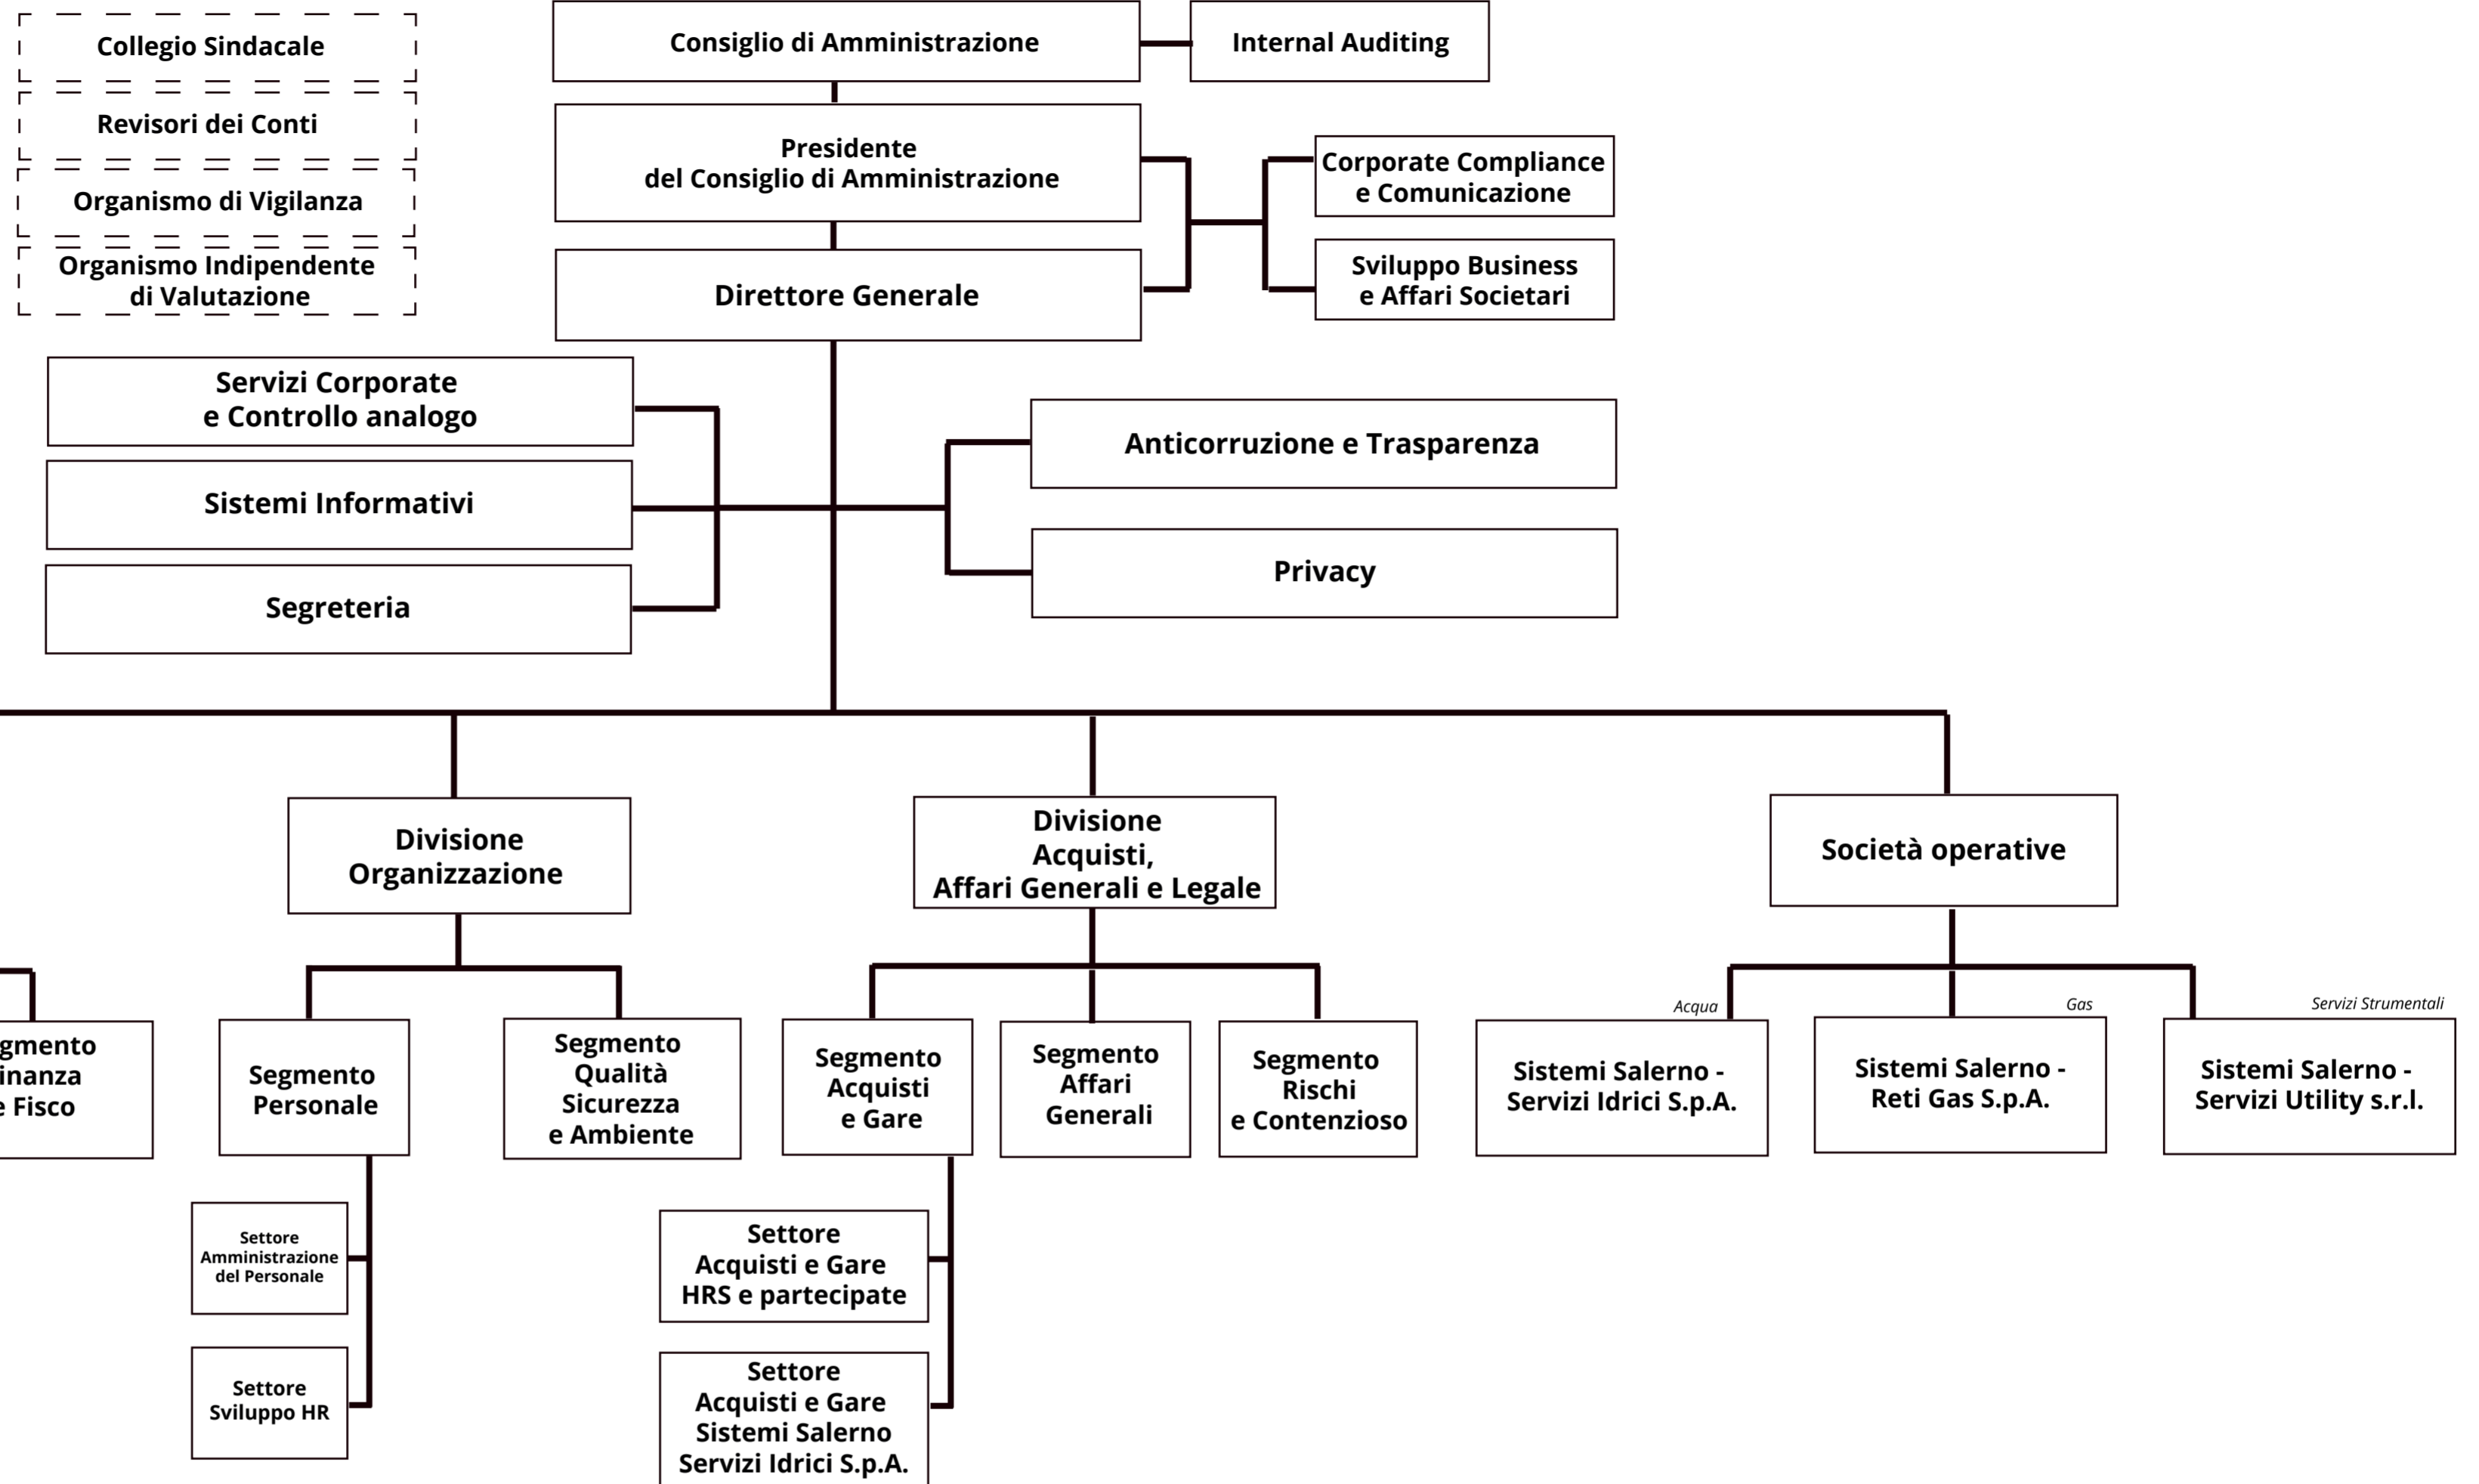 Collegio Sindacale
Revisori dei Conti
Organismo di Vigilanza
Organismo Indipendente
di Valutazione
Consiglio di Amministrazione
Internal Auditing
Presidente
del Consiglio di Amministrazione
Corporate Compliance
e Comunicazione
Direttore Generale
Sviluppo Business
e Affari Societari
Servizi Corporate
e Controllo analogo
Sistemi Informativi
Segreteria
Anticorruzione e Trasparenza
Privacy
Divisione
Organizzazione
Divisione
Acquisti,
Affari Generali e Legale
Società operative
gmento
inanza
e Fisco
Segmento
Personale
Segmento
Qualità
Sicurezza
e Ambiente
Segmento
Acquisti
e Gare
Segmento
Affari
Generali
Segmento
Rischi
e Contenzioso
Acqua
Sistemi Salerno -
Servizi Idrici S.p.A.
Gas
Sistemi Salerno -
Reti Gas S.p.A.
Servizi Strumentali
Sistemi Salerno -
Servizi Utility s.r.l.
Settore
Amministrazione
del Personale
Settore
Sviluppo HR
Settore
Acquisti e Gare
HRS e partecipate
Settore
Acquisti e Gare
Sistemi Salerno
Servizi Idrici S.p.A.